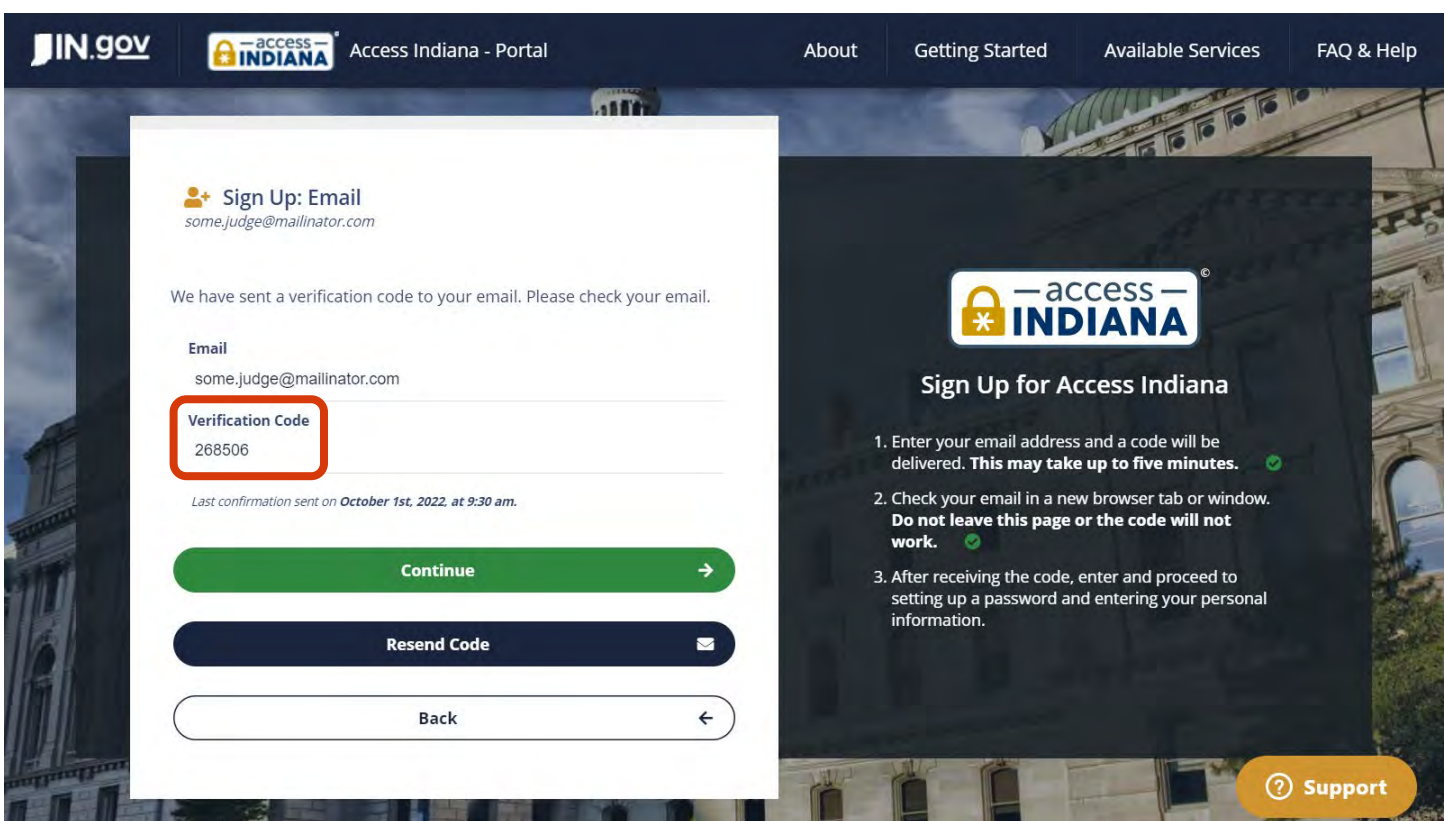 IN.gov
access
INDIANA
Access Indiana - Portal
About
Getting Started
Available Services
FAQ & Help
Sign Up: Email
some.judge@mailinator.com
We have sent a verification code to your email. Please check your email.
Email
some.judge@mailinator.com
Verification Code
268506
Last confirmation sent on October 1st, 2022, at 9:30 am.
Continue
Resend Code
Back
©
access
INDIANA
Sign Up for Access Indiana
1. Enter your email address and a code will be
delivered. This may take up to five minutes.
2. Check your email in a new browser tab or window.
Do not leave this page or the code will not
work.
3. After receiving the code, enter and proceed to
setting up a password and entering your personal
information.
Support